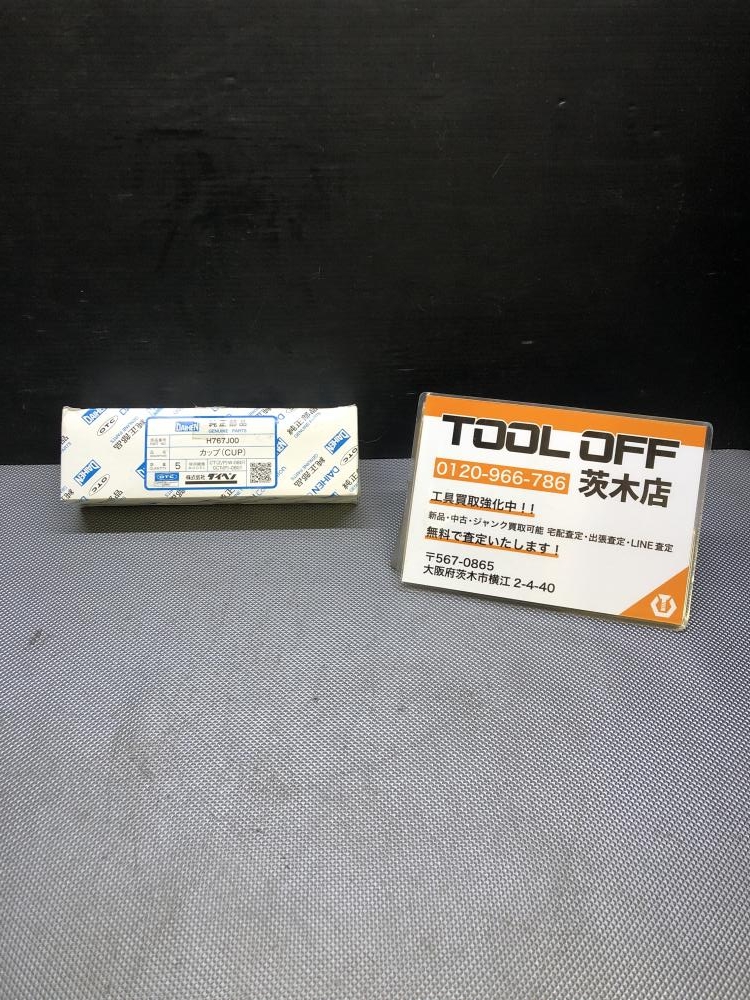 DAIHEN 純正部品
GENUINE PARTS
H767J00
カップ(CUP)
5
OTC 株式会社 ダイヘン
TOOL OFF
0120-966-786 茨木店
工具買取強化中！！
新品・中古・ジャンク買取可能 宅配査定・出張査定・LINE査定
無料で査定いたします！
〒567-0865
大阪府茨木市横江 2-4-40